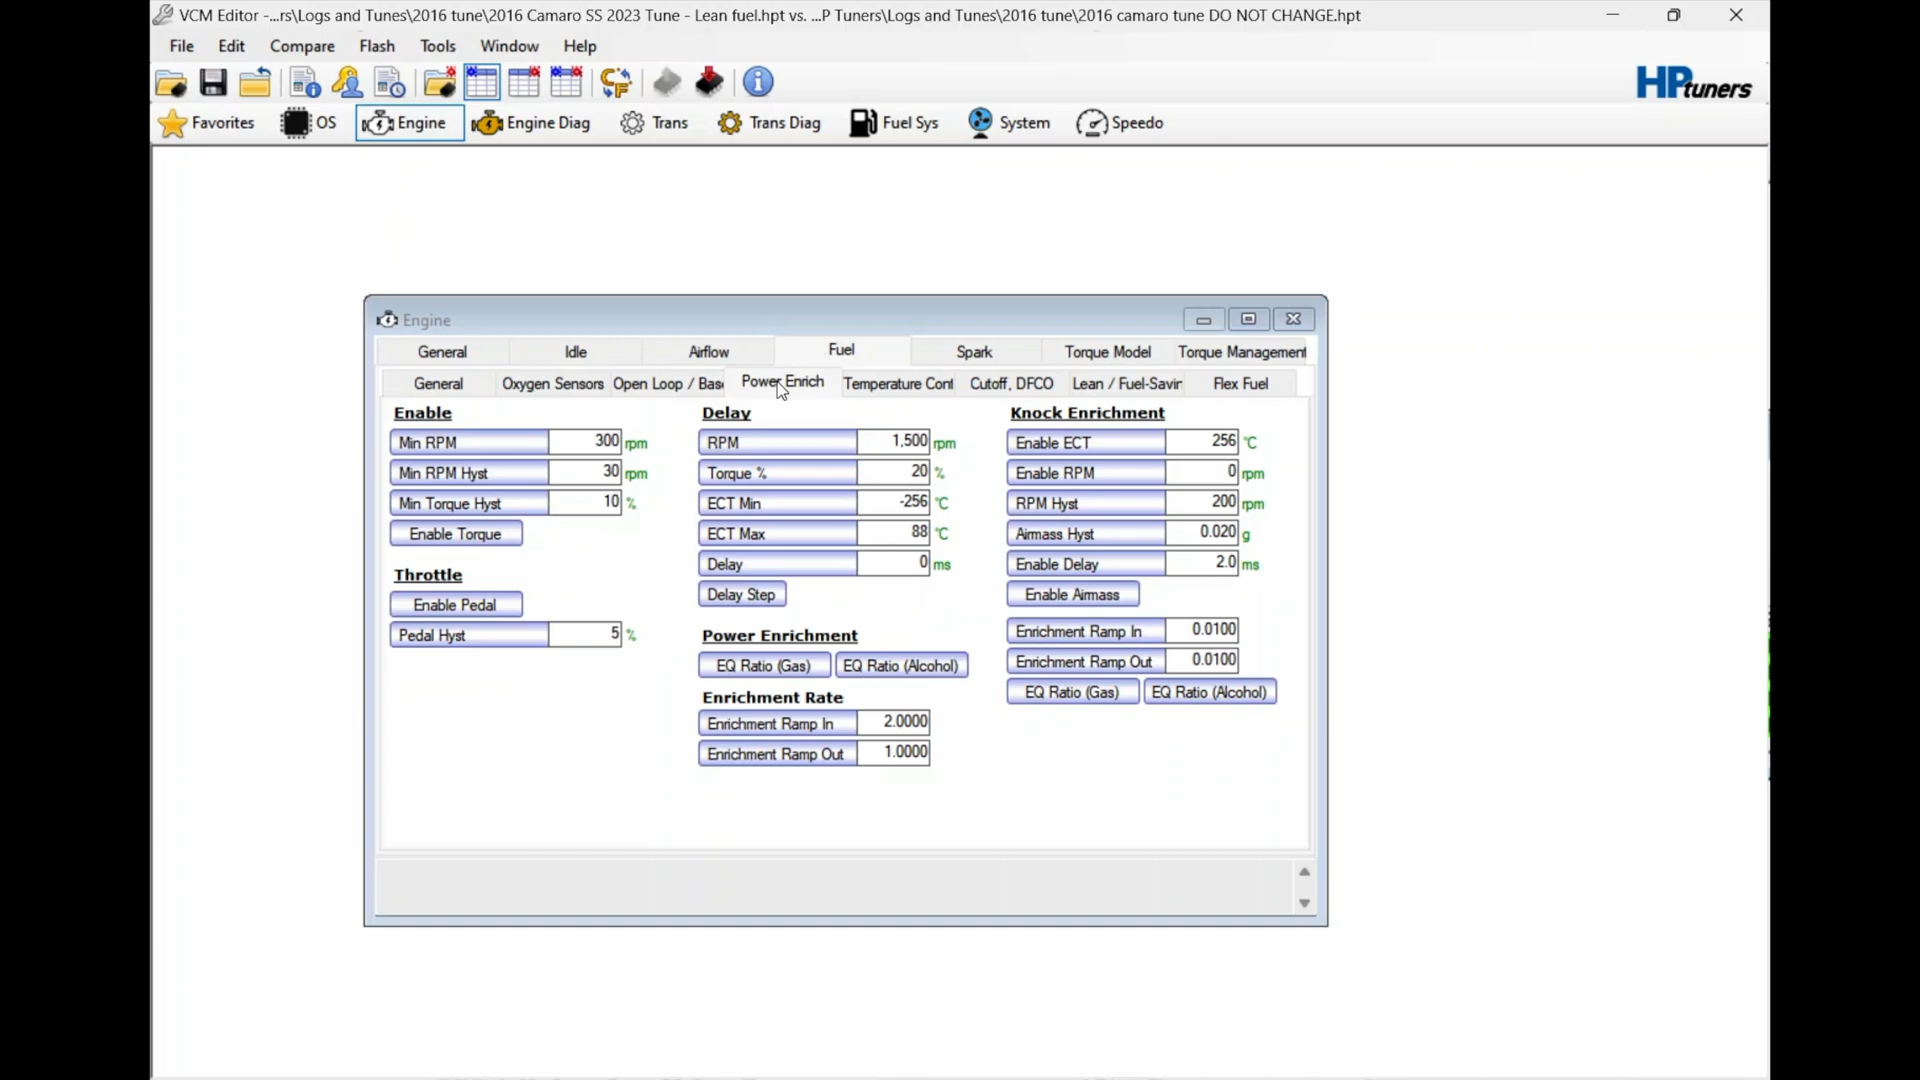 VCM Editor -...rs\Logs and Tunes\2016 tune\2016 Camaro SS 2023 Tune - Lean fuel.hpt vs. ...P Tuners\Logs and Tunes\2016 tune\2016 camaro tune DO NOT CHANGE.hpt
File Edit Compare Flash Tools Window Help
HPtuners
Favorites OS Engine Engine Diag Trans Trans Diag Fuel Sys System Speedo
Engine
General Idle Airflow Fuel Spark Torque Model Torque Management
General Oxygen Sensors Open Loop / Bas Power Enrich Temperature Cont Cutoff, DFCO Lean / Fuel-Savin Flex Fuel
Enable
Min RPM 300 rpm
Min RPM Hyst 30 rpm
Min Torque Hyst 10 %
Enable Torque
Throttle
Enable Pedal
Pedal Hyst 5 %
Delay
RPM 1,500 rpm
Torque % 20 %
ECT Min -256 °C
ECT Max 88 °C
Delay 0 ms
Delay Step
Power Enrichment
EQ Ratio (Gas) EQ Ratio (Alcohol)
Enrichment Rate
Enrichment Ramp In 2.0000
Enrichment Ramp Out 1.0000
Knock Enrichment
Enable ECT 256 °C
Enable RPM 0 rpm
RPM Hyst 200 rpm
Airmass Hyst 0.020 g
Enable Delay 2.0 ms
Enable Airmass
Enrichment Ramp In 0.0100
Enrichment Ramp Out 0.0100
EQ Ratio (Gas) EQ Ratio (Alcohol)